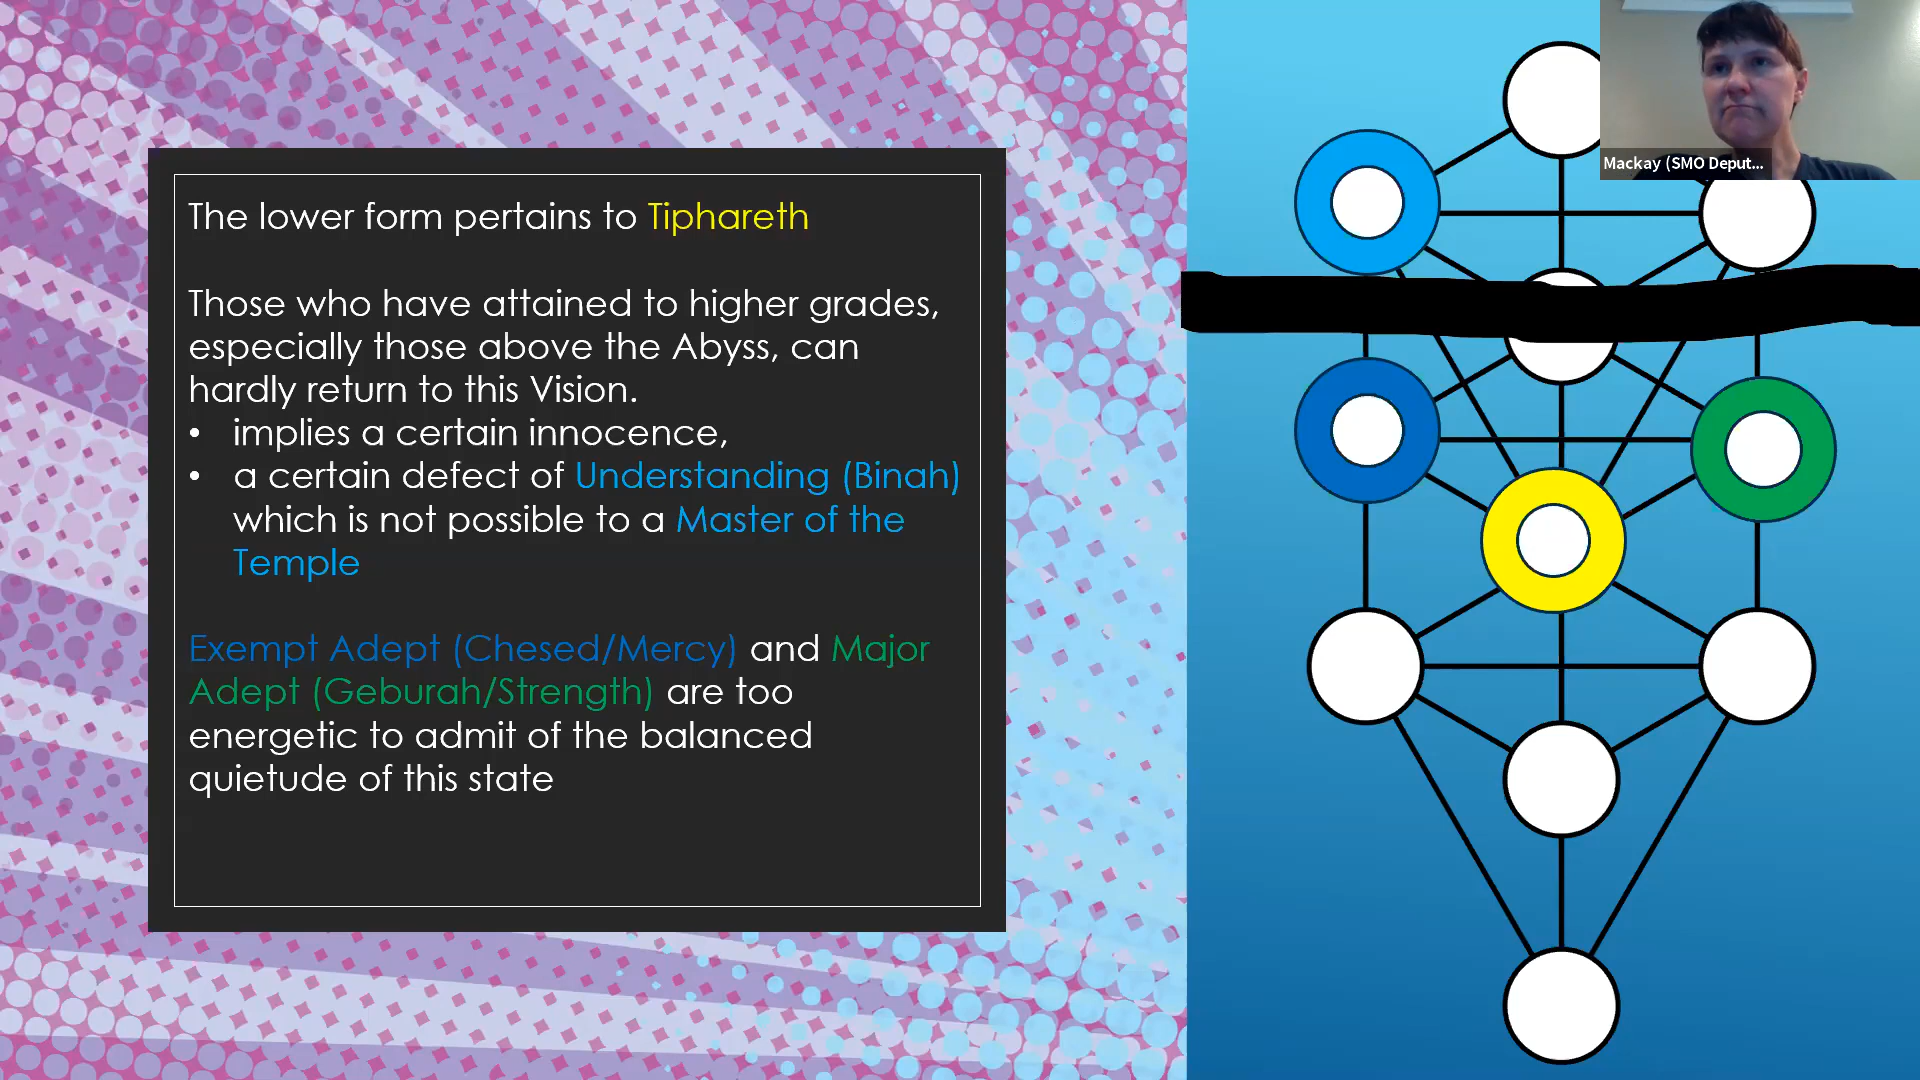 The lower form pertains to Tiphareth
Those who have attained to higher grades,
especially those above the Abyss, can
hardly return to this Vision.
• implies a certain innocence,
• a certain defect of Understanding (Binah)
which is not possible to a Master of the
Temple
Exempt Adept (Chesed/Mercy) and Major
Adept (Geburah/Strength) are too
energetic to admit of the balanced
quietude of this state
Mackay (SMO Deput...